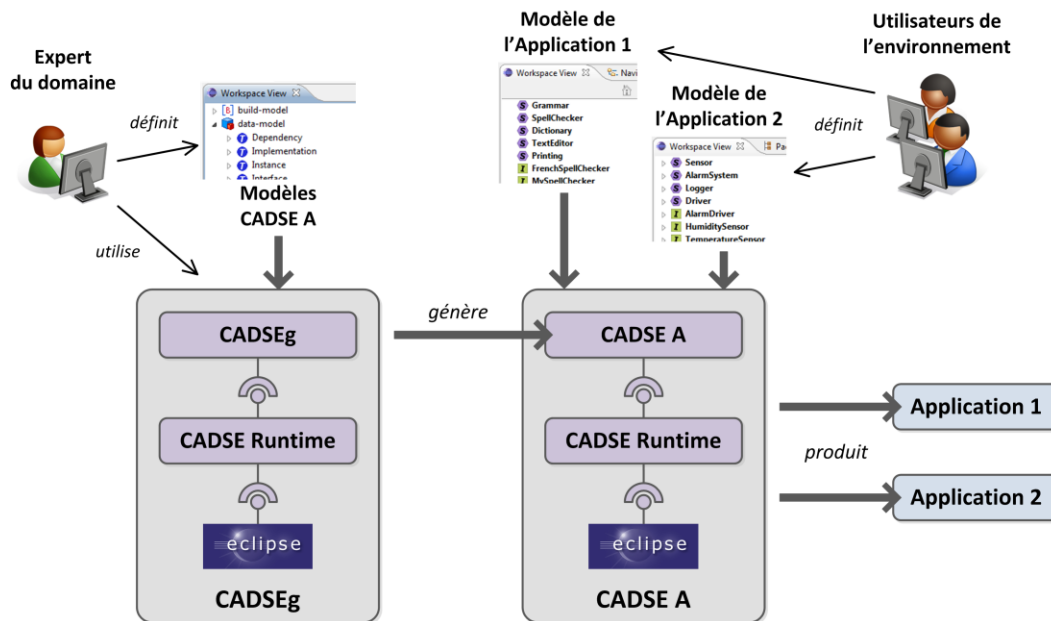 Expert
du domaine
définit
utilise
Workspace View
build-model
data-model
Dependency
Implementation
Instance
Interface
Modèles
CADSE A
Modèle de
l'Application 1
Workspace View Navi
Grammar
SpellChecker
Dictionary
TextEditor
Printing
FrenchSpellChecker
MySpellChecker
Modèle de
l'Application 2
Workspace View Pac
Sensor
AlarmSystem
Logger
Driver
AlarmDriver
HumiditySensor
TemperatureSensor
Utilisateurs de
l'environnement
définit
CADSEg
CADSE Runtime
eclipse
CADSEg
génère
CADSE A
CADSE Runtime
eclipse
CADSE A
produit
Application 1
Application 2